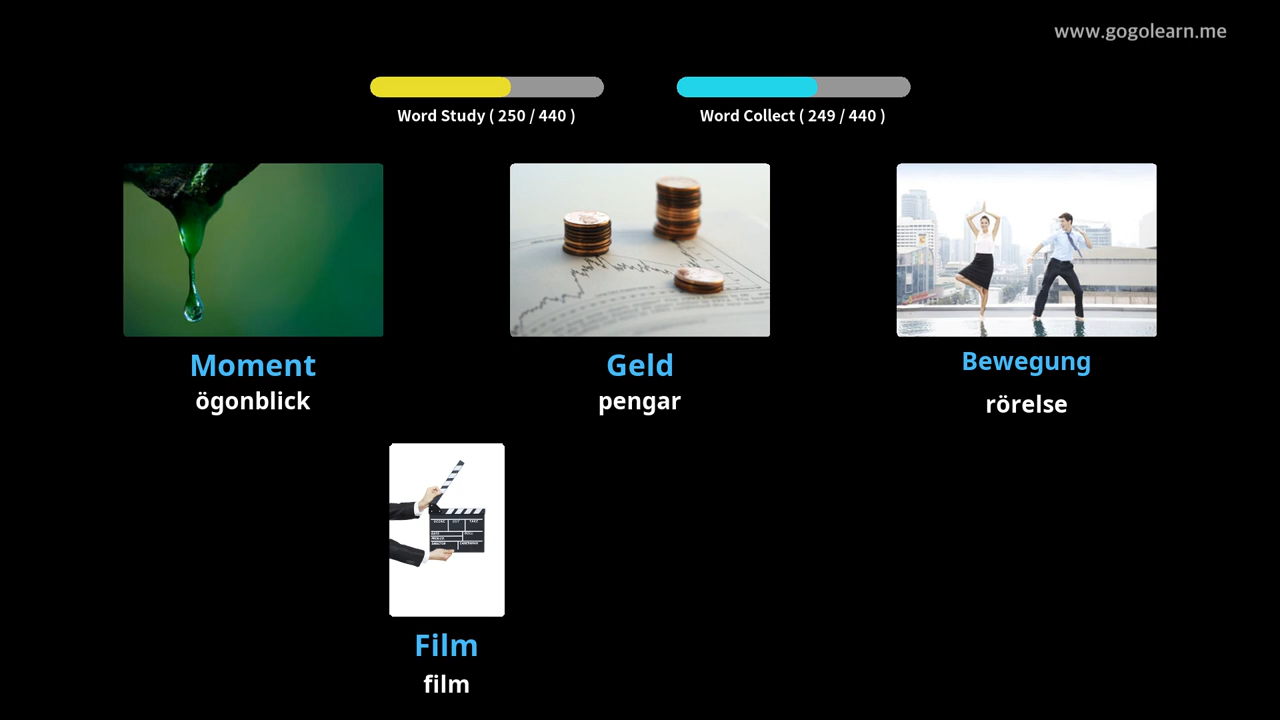 www.gogolearn.me
Word Study ( 250 / 440 )
Word Collect ( 249 / 440 )
Moment
ögonblick
Geld
pengar
Bewegung
rörelse
Film
film